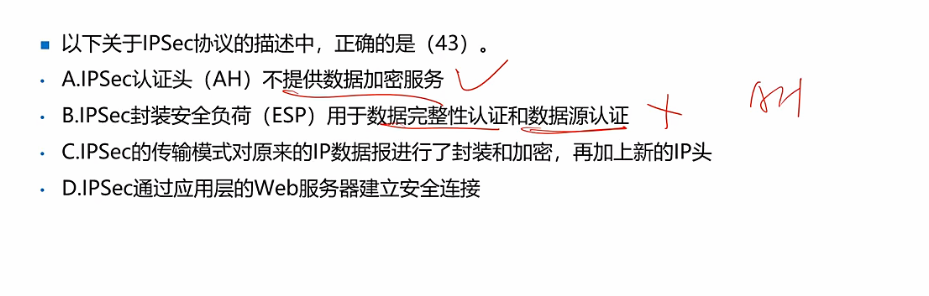 以下关于IPSec协议的描述中，正确的是（43）。
A.IPSec认证头（AH）不提供数据加密服务
B.IPSec封装安全负荷（ESP）用于数据完整性认证和数据源认证
AH
C.IPSec的传输模式对原来的IP数据报进行了封装和加密，再加上新的IP头
D.IPSec通过应用层的Web服务器建立安全连接